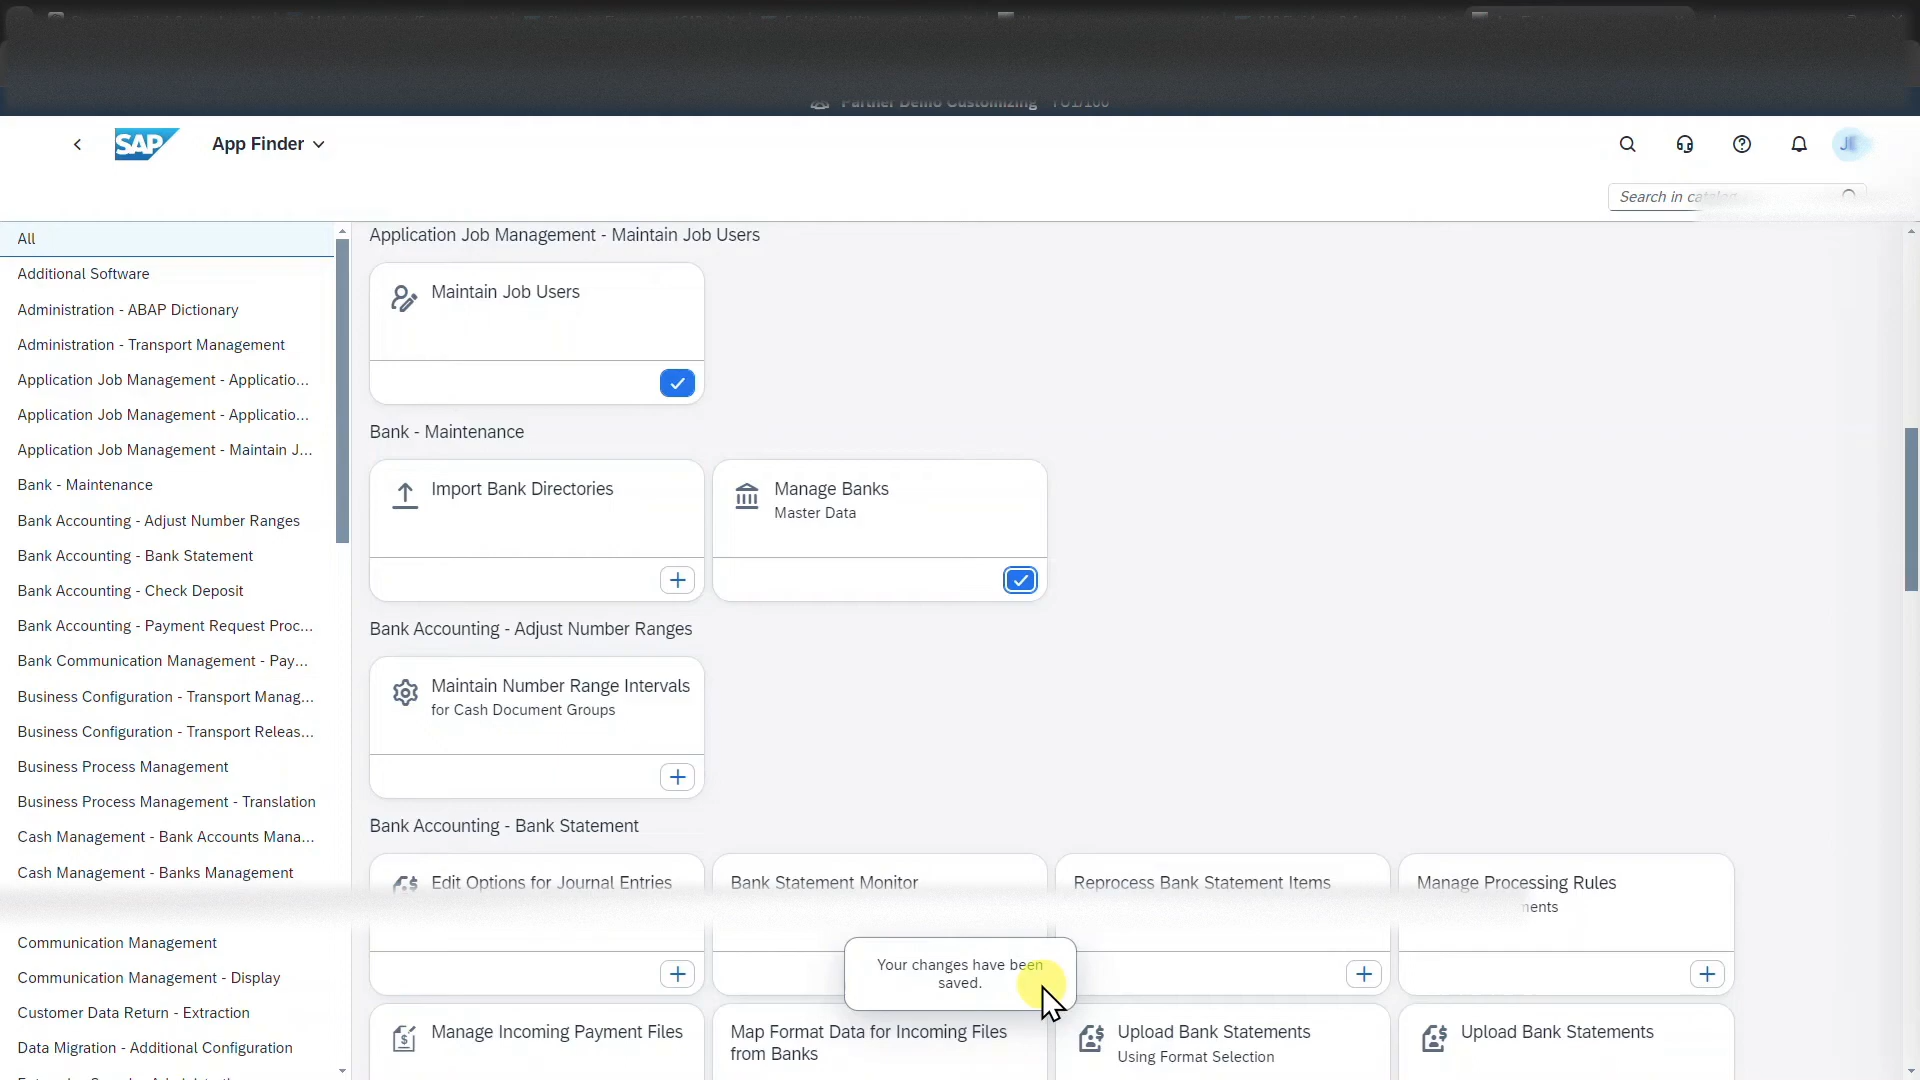 Partner Demo Customizing
SAP
App Finder
Search in
All
Additional Software
Administration - ABAP Dictionary
Administration - Transport Management
Application Job Management - Applicatio...
Application Job Management - Applicatio...
Application Job Management - Maintain J...
Bank - Maintenance
Bank Accounting - Adjust Number Ranges
Bank Accounting - Bank Statement
Bank Accounting - Check Deposit
Bank Accounting - Payment Request Proc...
Bank Communication Management - Pay...
Business Configuration - Transport Manag...
Business Configuration - Transport Releas...
Business Process Management
Business Process Management - Translation
Cash Management - Bank Accounts Mana...
Cash Management - Banks Management
Communication Management
Communication Management - Display
Customer Data Return - Extraction
Data Migration - Additional Configuration
Application Job Management - Maintain Job Users
Maintain Job Users
Bank - Maintenance
Import Bank Directories
Manage Banks
Master Data
Bank Accounting - Adjust Number Ranges
Maintain Number Range Intervals
for Cash Document Groups
Bank Accounting - Bank Statement
Edit Options for Journal Entries
Bank Statement Monitor
Reprocess Bank Statement Items
Manage Processing Rules
Your changes have been
saved.
Manage Incoming Payment Files
Map Format Data for Incoming Files
from Banks
Upload Bank Statements
Using Format Selection
Upload Bank Statements